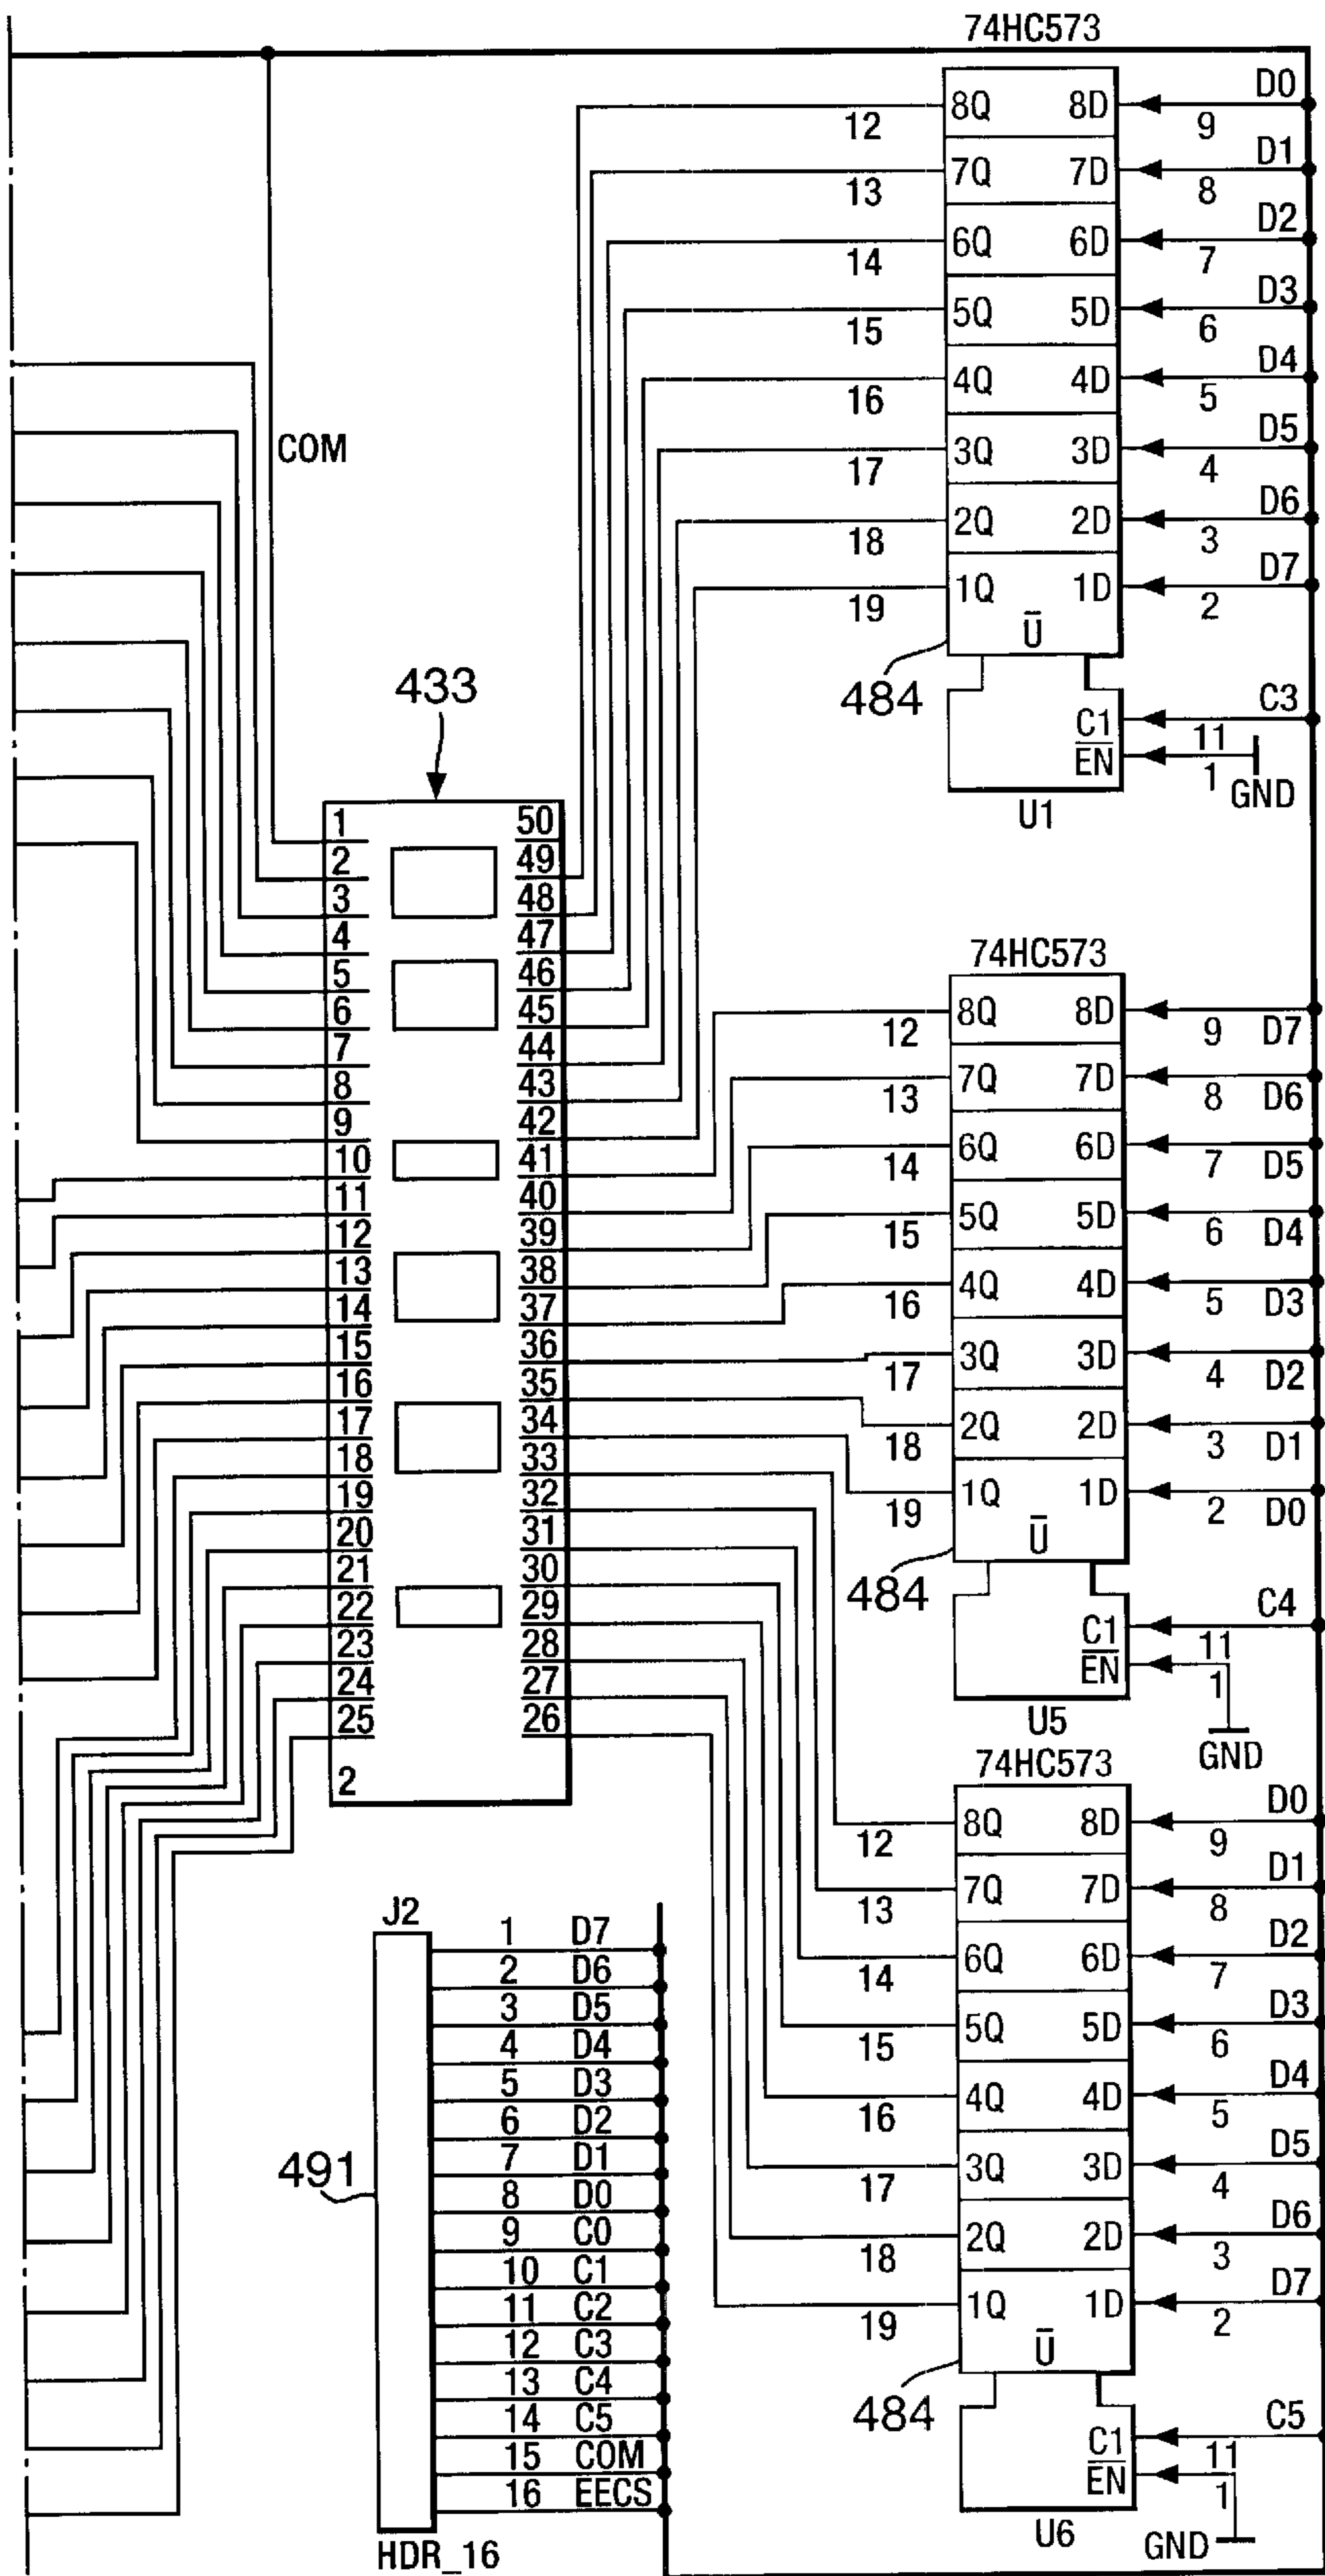 74HC573
8Q 8D D0
12 9
7Q 7D D1
13 8
6Q 6D D2
14 7
5Q 5D D3
15 6
4Q 4D D4
16 5
3Q 3D D5
17 4
2Q 2D D6
18 3
1Q 1D D7
19 2
U̅
484
C1 C3
11
E̅N̅
1
GND
U1
COM
433
1 50
2 49
3 48
4 47
5 46
6 45
7 44
8 43
9 42
10 41
11 40
12 39
13 38
14 37
15 36
16 35
17 34
18 33
19 32
20 31
21 30
22 29
23 28
24 27
25 26
2
74HC573
8Q 8D
12 9 D7
7Q 7D
13 8 D6
6Q 6D
14 7 D5
5Q 5D
15 6 D4
4Q 4D
16 5 D3
3Q 3D
17 4 D2
2Q 2D
18 3 D1
1Q 1D
19 2 D0
U̅
484
C1 C4
11
E̅N̅
1
U5
GND
74HC573
8Q 8D D0
12 9
7Q 7D D1
13 8
6Q 6D D2
14 7
5Q 5D D3
15 6
4Q 4D D4
16 5
3Q 3D D5
17 4
2Q 2D D6
18 3
1Q 1D D7
19 2
U̅
484
C1 C5
11
E̅N̅
1
U6
GND
J2
1 D7
2 D6
3 D5
4 D4
5 D3
6 D2
7 D1
8 D0
9 C0
10 C1
11 C2
12 C3
13 C4
14 C5
15 COM
16 EECS
491
HDR_16